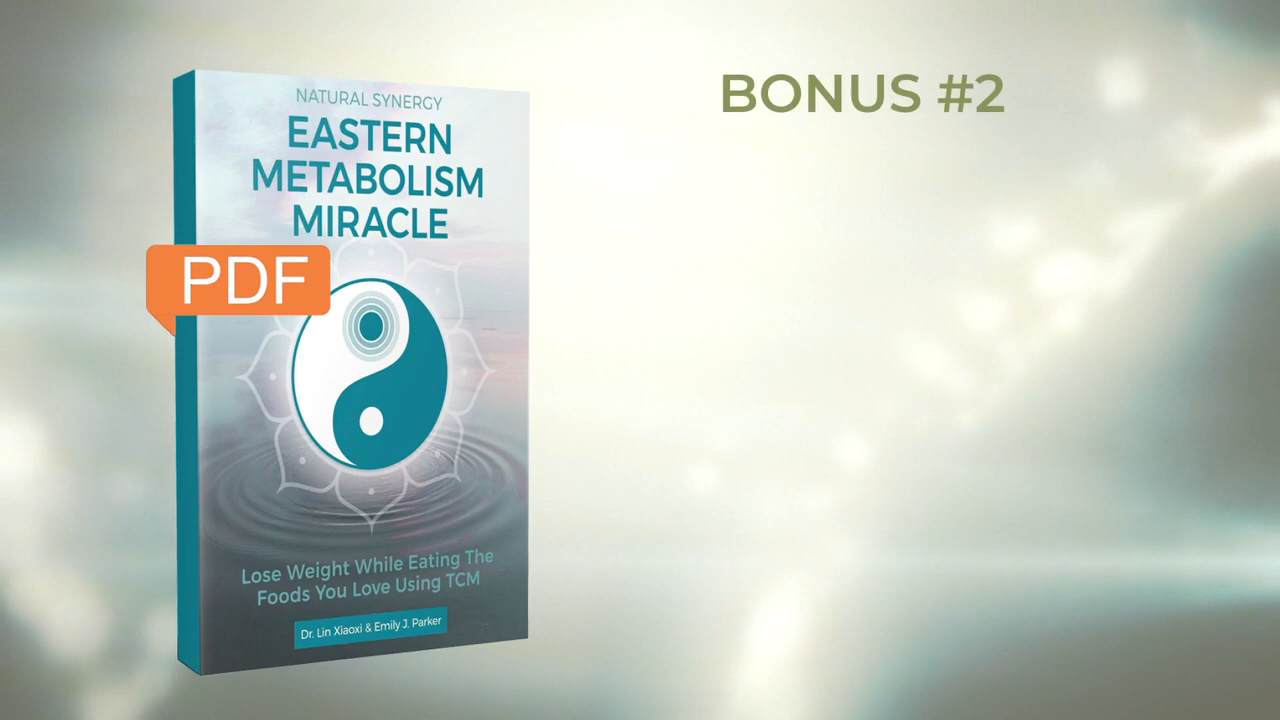 BONUS #2
NATURAL SYNERGY
EASTERN
METABOLISM
MIRACLE
PDF
Lose Weight While Eating The
Foods You Love Using TCM
Dr. Lin Xiaoxi & Emily J. Parker